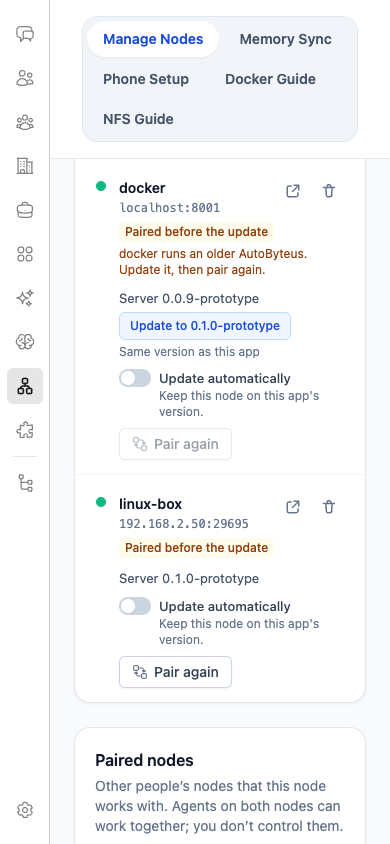 Manage Nodes
Memory Sync
Phone Setup
Docker Guide
NFS Guide
docker
localhost:8001
Paired before the update
docker runs an older AutoByteus.
Update it, then pair again.
Server 0.0.9-prototype
Update to 0.1.0-prototype
Same version as this app
Update automatically
Keep this node on this app's
version.
Pair again
linux-box
192.168.2.50:29695
Paired before the update
Server 0.1.0-prototype
Update automatically
Keep this node on this app's
version.
Pair again
Paired nodes
Other people’s nodes that this node
works with. Agents on both nodes can
work together; you don’t control them.